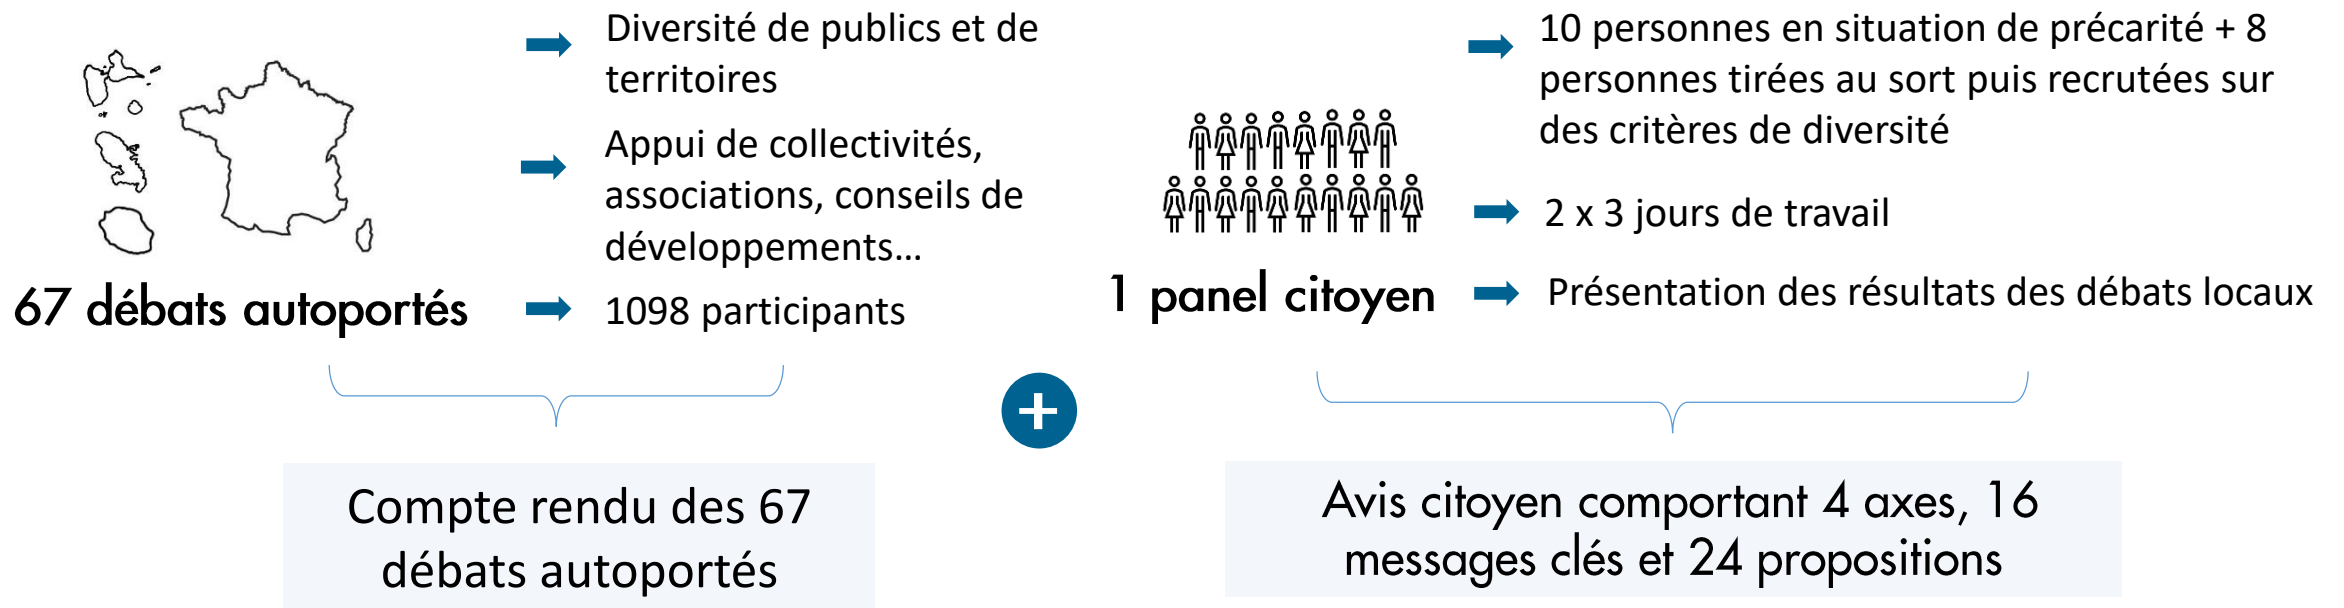 Diversité de publics et de
territoires
Appui de collectivités,
associations, conseils de
développements…
67 débats autoportés
1098 participants
10 personnes en situation de précarité + 8
personnes tirées au sort puis recrutées sur
des critères de diversité
2 x 3 jours de travail
1 panel citoyen
Présentation des résultats des débats locaux
+
Compte rendu des 67
débats autoportés
Avis citoyen comportant 4 axes, 16
messages clés et 24 propositions